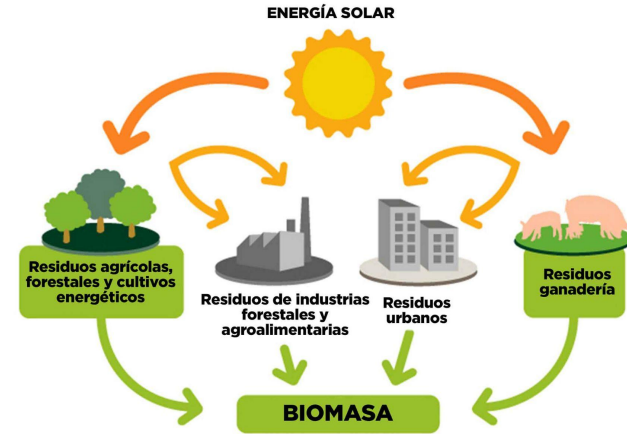 ENERGÍA SOLAR
Residuos agrícolas,
forestales y cultivos
energéticos
Residuos de industrias
forestales y
agroalimentarias
Residuos
urbanos
Residuos
ganadería
BIOMASA